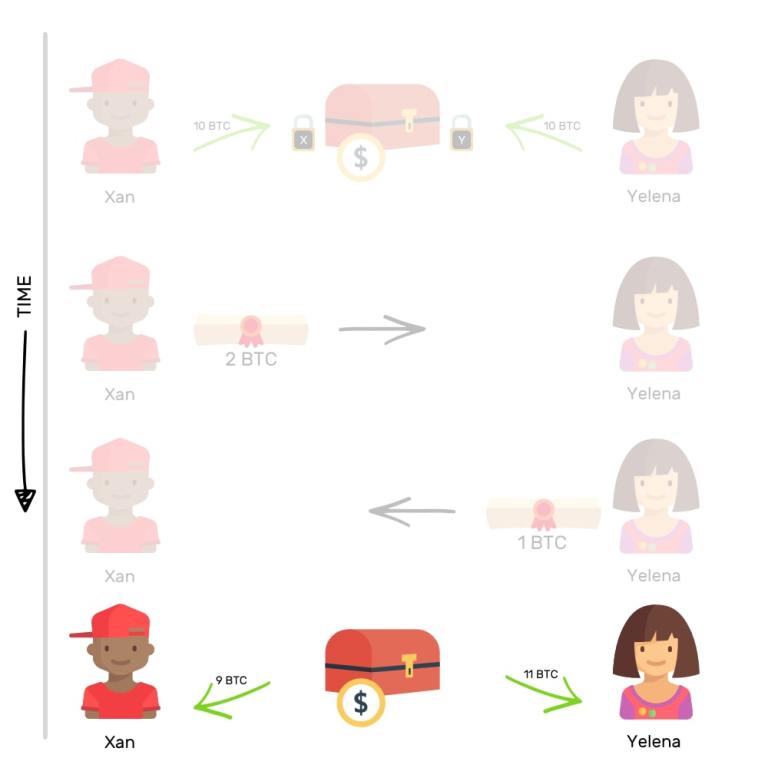 10 BTC
X
$
Y
10 BTC
Xan
Yelena
TIME
2 BTC
Xan
Yelena
1 BTC
Xan
Yelena
9 BTC
$
11 BTC
Xan
Yelena